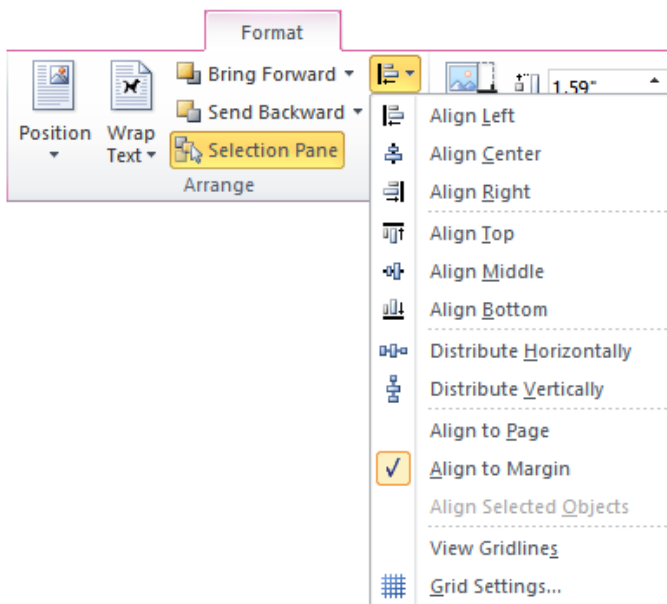 Format
Bring Forward
1.59"
Send Backward
Position
Wrap
Text
Selection Pane
Arrange
Align Left
Align Center
Align Right
Align Top
Align Middle
Align Bottom
Distribute Horizontally
Distribute Vertically
Align to Page
Align to Margin
Align Selected Objects
View Gridlines
Grid Settings...